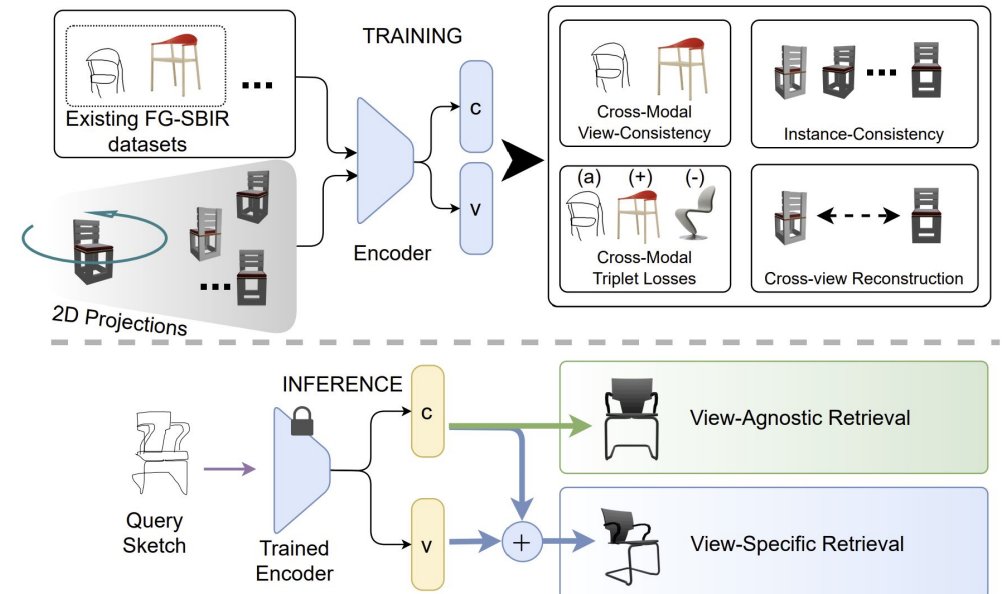 TRAINING
Existing FG-SBIR
datasets
...
2D Projections
...
Encoder
c
v
Cross-Modal
View-Consistency
...
Instance-Consistency
(a) (+) (-)
Cross-Modal
Triplet Losses
Cross-view Reconstruction
INFERENCE
Query
Sketch
Trained
Encoder
c
v
+
View-Agnostic Retrieval
View-Specific Retrieval